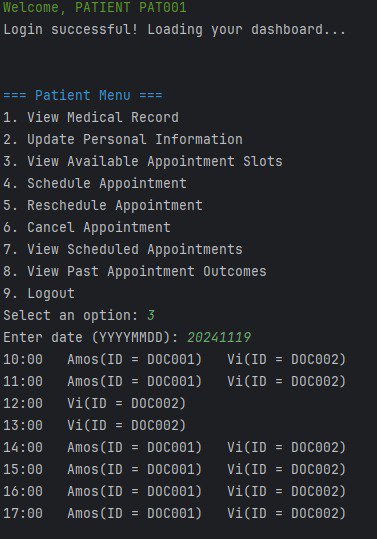 Welcome, PATIENT PAT001
Login successful! Loading your dashboard...
=== Patient Menu ===
1. View Medical Record
2. Update Personal Information
3. View Available Appointment Slots
4. Schedule Appointment
5. Reschedule Appointment
6. Cancel Appointment
7. View Scheduled Appointments
8. View Past Appointment Outcomes
9. Logout
Select an option: 3
Enter date (YYYYMMDD): 20241119
10:00   Amos(ID = DOC001)   Vi(ID = DOC002)
11:00   Amos(ID = DOC001)   Vi(ID = DOC002)
12:00   Vi(ID = DOC002)
13:00   Vi(ID = DOC002)
14:00   Amos(ID = DOC001)   Vi(ID = DOC002)
15:00   Amos(ID = DOC001)   Vi(ID = DOC002)
16:00   Amos(ID = DOC001)   Vi(ID = DOC002)
17:00   Amos(ID = DOC001)   Vi(ID = DOC002)